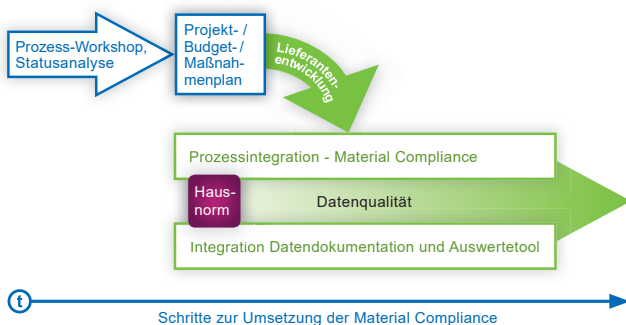 Prozess-Workshop,
Statusanalyse
Projekt- /
Budget- /
Maßnah-
menplan
Lieferanten-
entwicklung
Prozessintegration - Material Compliance
Haus-
norm
Datenqualität
Integration Datendokumentation und Auswertetool
t
Schritte zur Umsetzung der Material Compliance